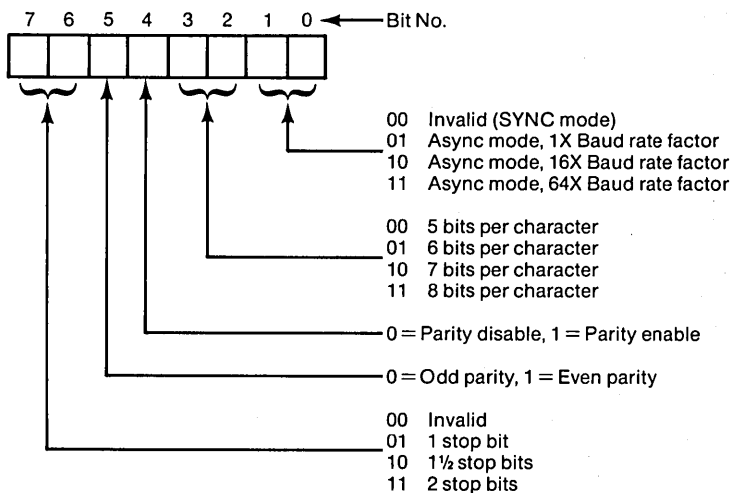 7 6 5 4 3 2 1 0 Bit No.
00 Invalid (SYNC mode)
01 Async mode, 1X Baud rate factor
10 Async mode, 16X Baud rate factor
11 Async mode, 64X Baud rate factor
00 5 bits per character
01 6 bits per character
10 7 bits per character
11 8 bits per character
0 = Parity disable, 1 = Parity enable
0 = Odd parity, 1 = Even parity
00 Invalid
01 1 stop bit
10 1½ stop bits
11 2 stop bits